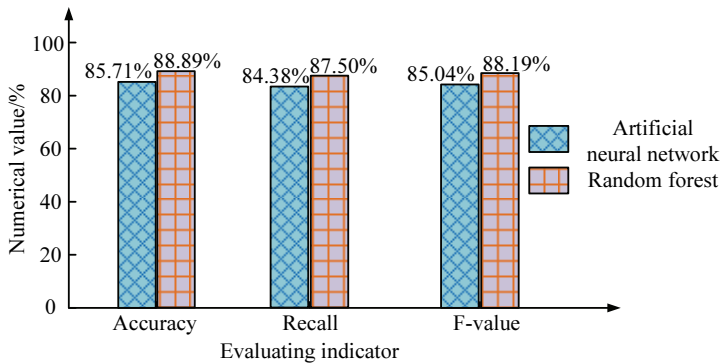 Numerical value/%
100
80
60
40
20
0
85.71%
88.89%
84.38%
87.50%
85.04%
88.19%
Accuracy
Recall
F-value
Evaluating indicator
Artificial
neural network
Random forest